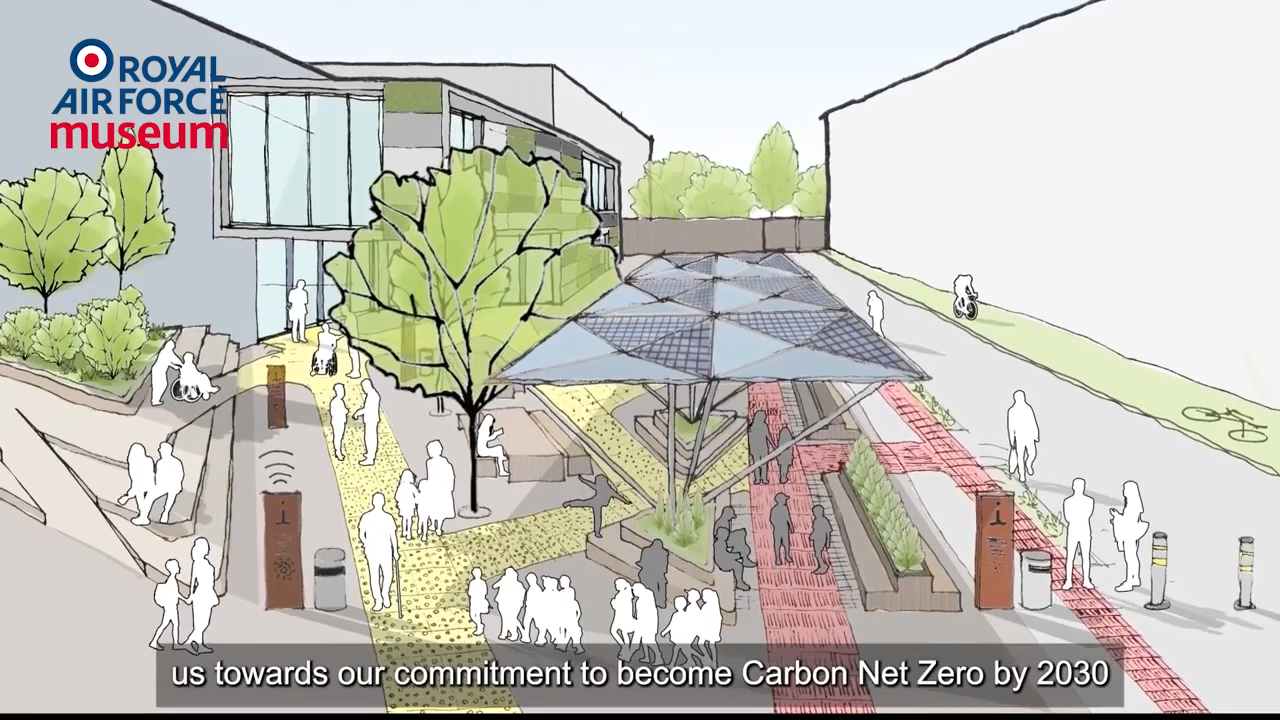 ROYAL
AIR FORCE
museum
us towards our commitment to become Carbon Net Zero by 2030